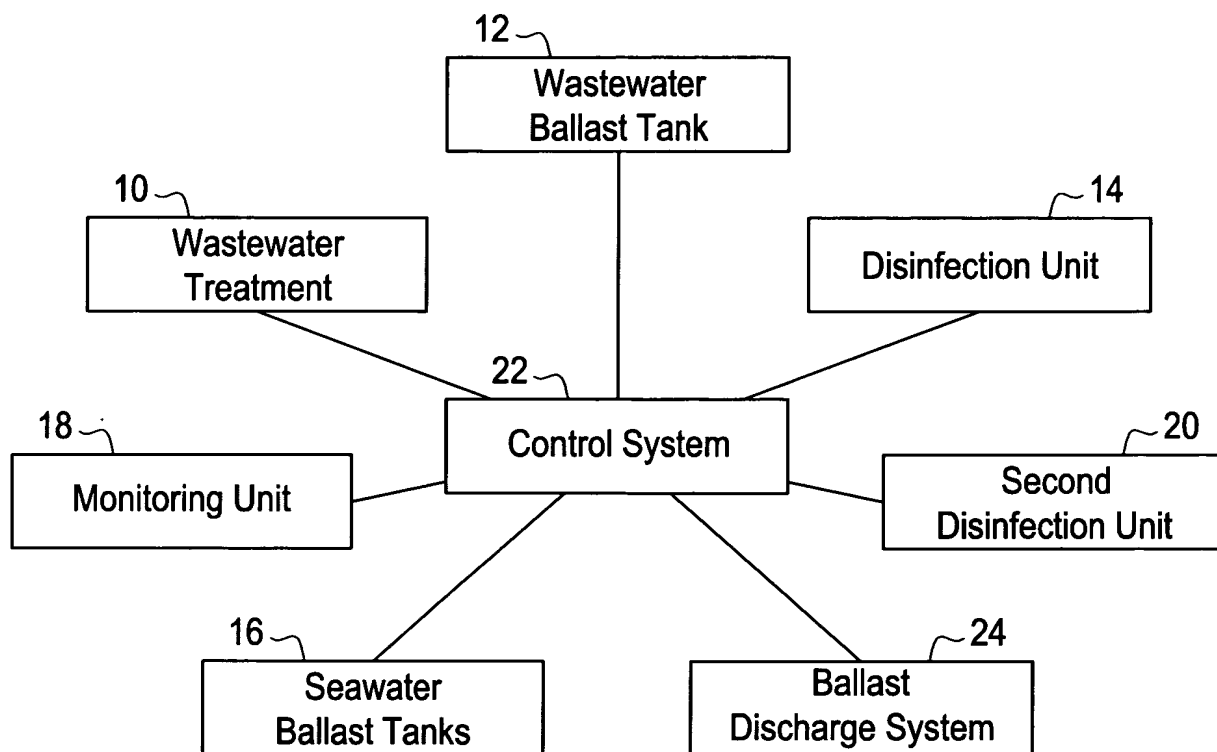 12
Wastewater
Ballast Tank
10
Wastewater
Treatment
14
Disinfection Unit
22
Control System
18
Monitoring Unit
20
Second
Disinfection Unit
16
Seawater
Ballast Tanks
24
Ballast
Discharge System